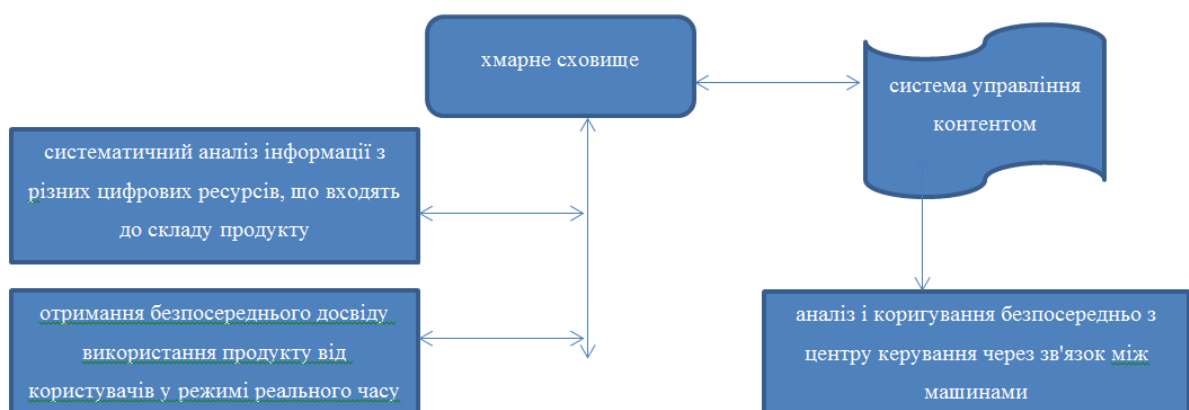 хмарне сховище
система управління
контентом
систематичний аналіз інформації з
різних цифрових ресурсів, що входять
до складу продукту
отримання безпосереднього досвіду
використання продукту від
користувачів у режимі реального часу
аналіз і коригування безпосередньо з
центру керування через зв'язок між
машинами